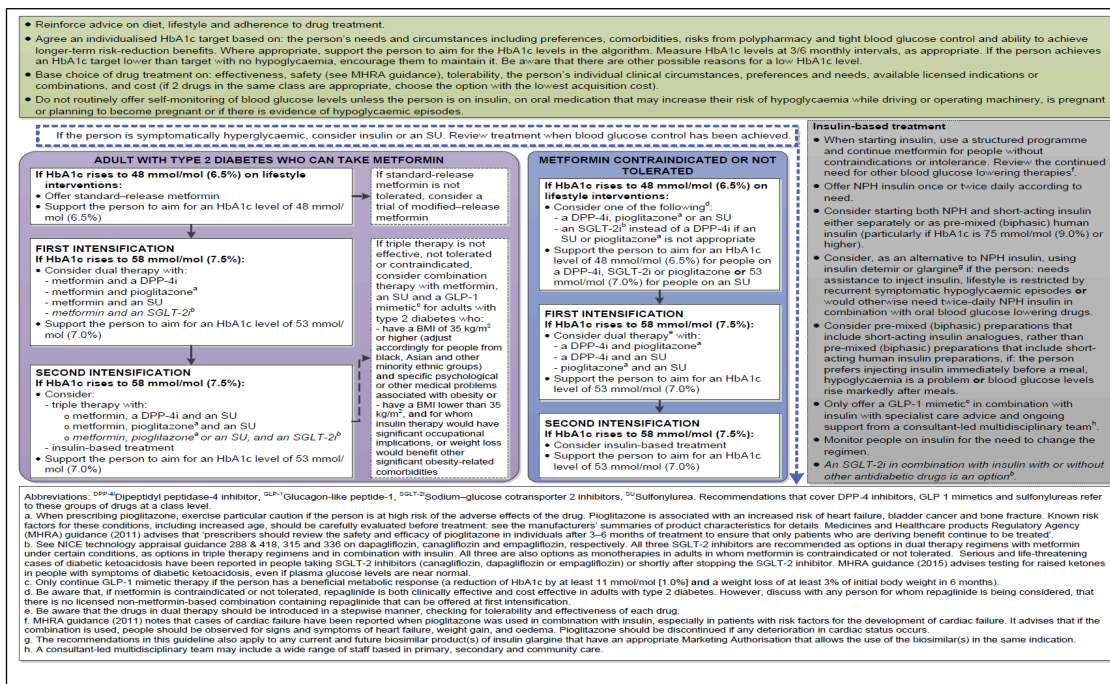 • Reinforce advice on diet, lifestyle and adherence to drug treatment.
• Agree an individualised HbA1c target based on: the person's needs and circumstances including preferences, comorbidities, risks from polypharmacy and tight blood glucose control and ability to achieve
longer-term risk-reduction benefits. Where appropriate, support the person to aim for the HbA1c levels in the algorithm. Measure HbA1c levels at 3/6 monthly intervals, as appropriate. If the person achieves
an HbA1c target lower than target with no hypoglycaemia, encourage them to maintain it. Be aware that there are other possible reasons for a low HbA1c level.
• Base choice of drug treatment on: effectiveness, safety (see MHRA guidance), tolerability, the person's individual clinical circumstances, preferences and needs, available licensed indications or
combinations, and cost (if 2 drugs in the same class are appropriate, choose the option with the lowest acquisition cost).
• Do not routinely offer self-monitoring of blood glucose levels unless the person is on insulin, on oral medication that may increase their risk of hypoglycaemia while driving or operating machinery, is pregnant
or planning to become pregnant or if there is evidence of hypoglycaemic episodes.
If the person is symptomatically hyperglycaemic, consider insulin or an SU. Review treatment when blood glucose control has been achieved.
ADULT WITH TYPE 2 DIABETES WHO CAN TAKE METFORMIN
If HbA1c rises to 48 mmol/mol (6.5%) on lifestyle
interventions:
• Offer standard–release metformin
• Support the person to aim for an HbA1c level of 48 mmol/
mol (6.5%)
If standard-release
metformin is not
tolerated, consider a
trial of modified–release
metformin
FIRST INTENSIFICATION
If HbA1c rises to 58 mmol/mol (7.5%):
• Consider dual therapy with:
- metformin and a DPP-4i
- metformin and pioglitazoneᵃ
- metformin and an SU
- metformin and an SGLT-2iᵇ
• Support the person to aim for an HbA1c level of 53 mmol/
mol (7.0%)
SECOND INTENSIFICATION
If HbA1c rises to 58 mmol/mol (7.5%):
• Consider:
- triple therapy with:
o metformin, a DPP-4i and an SU
o metformin, pioglitazoneᵃ and an SU
o metformin, pioglitazoneᵃ or an SU, and an SGLT-2iᵇ
- insulin-based treatment
• Support the person to aim for an HbA1c level of 53 mmol/
mol (7.0%)
If triple therapy is not
effective, not tolerated
or contraindicated,
consider combination
therapy with metformin,
an SU and a GLP-1
mimeticᶜ for adults with
type 2 diabetes who:
- have a BMI of 35 kg/m²
or higher (adjust
accordingly for people from
black, Asian and other
minority ethnic groups)
and specific psychological
or other medical problems
associated with obesity or
- have a BMI lower than 35
kg/m², and for whom
insulin therapy would have
significant occupational
implications, or weight loss
would benefit other
significant obesity-related
comorbidities
METFORMIN CONTRAINDICATED OR NOT
TOLERATED
If HbA1c rises to 48 mmol/mol (6.5%) on
lifestyle interventions:
• Consider one of the followingᵈ:
- a DPP-4i, pioglitazoneᵃ or an SU
- an SGLT-2iᵇ instead of a DPP-4i if an
SU or pioglitazoneᵃ is not appropriate
• Support the person to aim for an HbA1c
level of 48 mmol/mol (6.5%) for people on
a DPP-4i, SGLT-2i or pioglitazone or 53
mmol/mol (7.0%) for people on an SU
FIRST INTENSIFICATION
If HbA1c rises to 58 mmol/mol (7.5%):
• Consider dual therapyᵉ with:
- a DPP-4i and pioglitazoneᵃ
- a DPP-4i and an SU
- pioglitazoneᵃ and an SU
• Support the person to aim for an HbA1c
level of 53 mmol/mol (7.0%)
SECOND INTENSIFICATION
If HbA1c rises to 58 mmol/mol (7.5%):
• Consider insulin-based treatment
• Support the person to aim for an HbA1c
level of 53 mmol/mol (7.0%)
Insulin-based treatment
• When starting insulin, use a structured programme
and continue metformin for people without
contraindications or intolerance. Review the continued
need for other blood glucose lowering therapiesᶠ.
• Offer NPH insulin once or twice daily according to
need.
• Consider starting both NPH and short-acting insulin
either separately or as pre-mixed (biphasic) human
insulin (particularly if HbA1c is 75 mmol/mol (9.0%) or
higher).
• Consider, as an alternative to NPH insulin, using
insulin detemir or glargineᵍ if the person: needs
assistance to inject insulin, lifestyle is restricted by
recurrent symptomatic hypoglycaemic episodes or
would otherwise need twice-daily NPH insulin in
combination with oral blood glucose lowering drugs.
• Consider pre-mixed (biphasic) preparations that
include short-acting insulin analogues, rather than
pre-mixed (biphasic) preparations that include short-
acting human insulin preparations, if: the person
prefers injecting insulin immediately before a meal,
hypoglycaemia is a problem or blood glucose levels
rise markedly after meals.
• Only offer a GLP-1 mimeticᶜ in combination with
insulin with specialist care advice and ongoing
support from a consultant-led multidisciplinary teamʰ.
• Monitor people on insulin for the need to change the
regimen.
• An SGLT-2i in combination with insulin with or without
other antidiabetic drugs is an optionᵇ.
Abbreviations: DPP-4iDipeptidyl peptidase-4 inhibitor, GLP-1Glucagon-like peptide-1, SGLT-2iSodium–glucose cotransporter 2 inhibitors, SUSulfonylurea. Recommendations that cover DPP-4 inhibitors, GLP 1 mimetics and sulfonylureas refer
to these groups of drugs at a class level.
a. When prescribing pioglitazone, exercise particular caution if the person is at high risk of the adverse effects of the drug. Pioglitazone is associated with an increased risk of heart failure, bladder cancer and bone fracture. Known risk
factors for these conditions, including increased age, should be carefully evaluated before treatment: see the manufacturers' summaries of product characteristics for details. Medicines and Healthcare products Regulatory Agency
(MHRA) guidance (2011) advises that 'prescribers should review the safety and efficacy of pioglitazone in individuals after 3–6 months of treatment to ensure that only patients who are deriving benefit continue to be treated'.
b. See NICE technology appraisal guidance 288 & 418, 315 and 336 on dapagliflozin, canagliflozin and empagliflozin, respectively. All three SGLT-2 inhibitors are recommended as options in dual therapy regimens with metformin
under certain conditions, as options in triple therapy regimens and in combination with insulin. All three are also options as monotherapies in adults in whom metformin is contraindicated or not tolerated. Serious and life-threatening
cases of diabetic ketoacidosis have been reported in people taking SGLT-2 inhibitors (canagliflozin, dapagliflozin or empagliflozin) or shortly after stopping the SGLT-2 inhibitor. MHRA guidance (2015) advises testing for raised ketones
in people with symptoms of diabetic ketoacidosis, even if plasma glucose levels are near normal.
c. Only continue GLP-1 mimetic therapy if the person has a beneficial metabolic response (a reduction of HbA1c by at least 11 mmol/mol [1.0%] and a weight loss of at least 3% of initial body weight in 6 months).
d. Be aware that, if metformin is contraindicated or not tolerated, repaglinide is both clinically effective and cost effective in adults with type 2 diabetes. However, discuss with any person for whom repaglinide is being considered, that
there is no licensed non-metformin-based combination containing repaglinide that can be offered at first intensification.
e. Be aware that the drugs in dual therapy should be introduced in a stepwise manner, checking for tolerability and effectiveness of each drug.
f. MHRA guidance (2011) notes that cases of cardiac failure have been reported when pioglitazone was used in combination with insulin, especially in patients with risk factors for the development of cardiac failure. It advises that if the
combination is used, people should be observed for signs and symptoms of heart failure, weight gain, and oedema. Pioglitazone should be discontinued if any deterioration in cardiac status occurs.
g. The recommendations in this guideline also apply to any current and future biosimilar product(s) of insulin glargine that have an appropriate Marketing Authorisation that allows the use of the biosimilar(s) in the same indication.
h. A consultant-led multidisciplinary team may include a wide range of staff based in primary, secondary and community care.